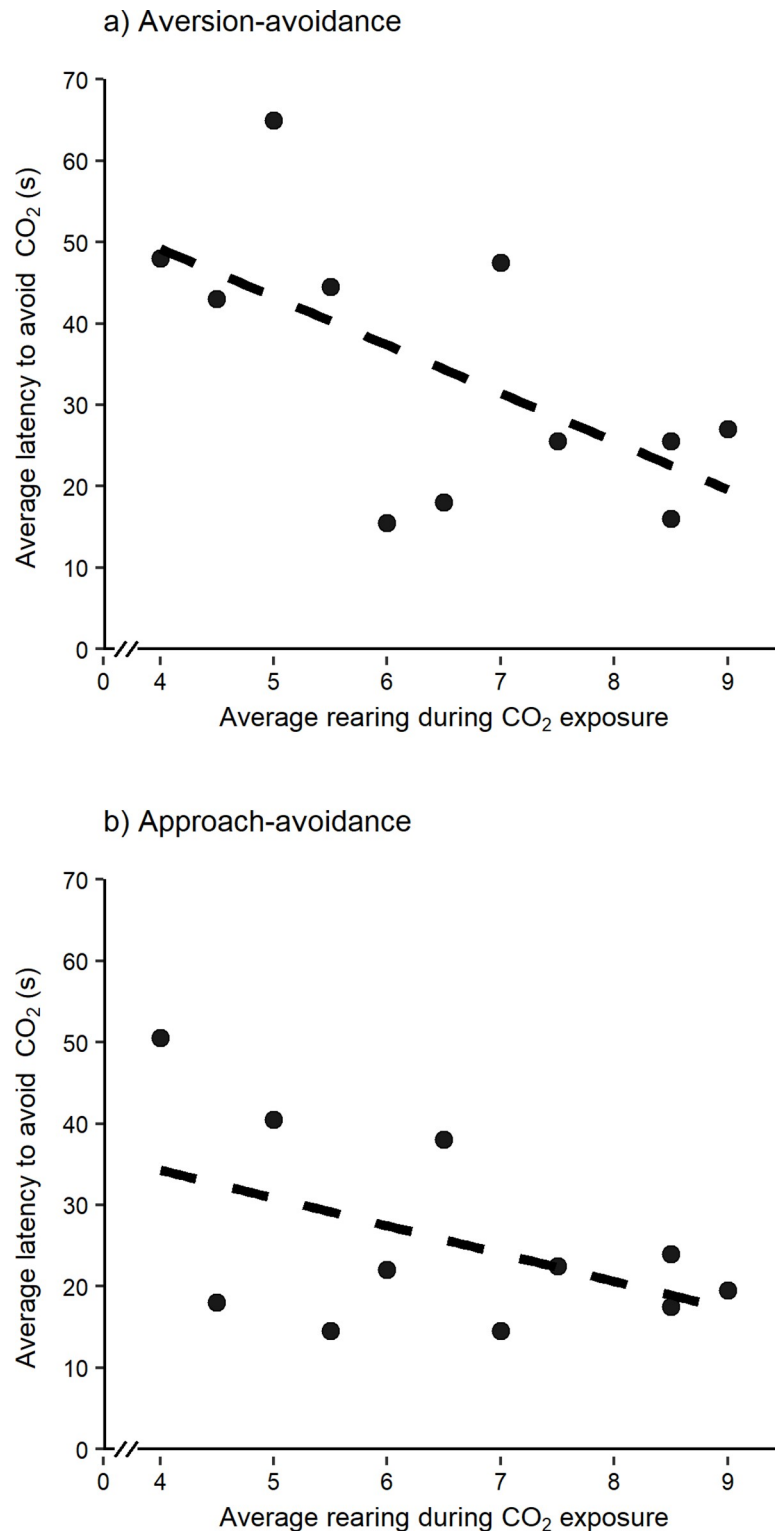 a) Aversion-avoidance
70
60
50
40
30
20
10
0
Average latency to avoid CO₂ (s)
0 4 5 6 7 8 9
Average rearing during CO₂ exposure
b) Approach-avoidance
70
60
50
40
30
20
10
0
Average latency to avoid CO₂ (s)
0 4 5 6 7 8 9
Average rearing during CO₂ exposure